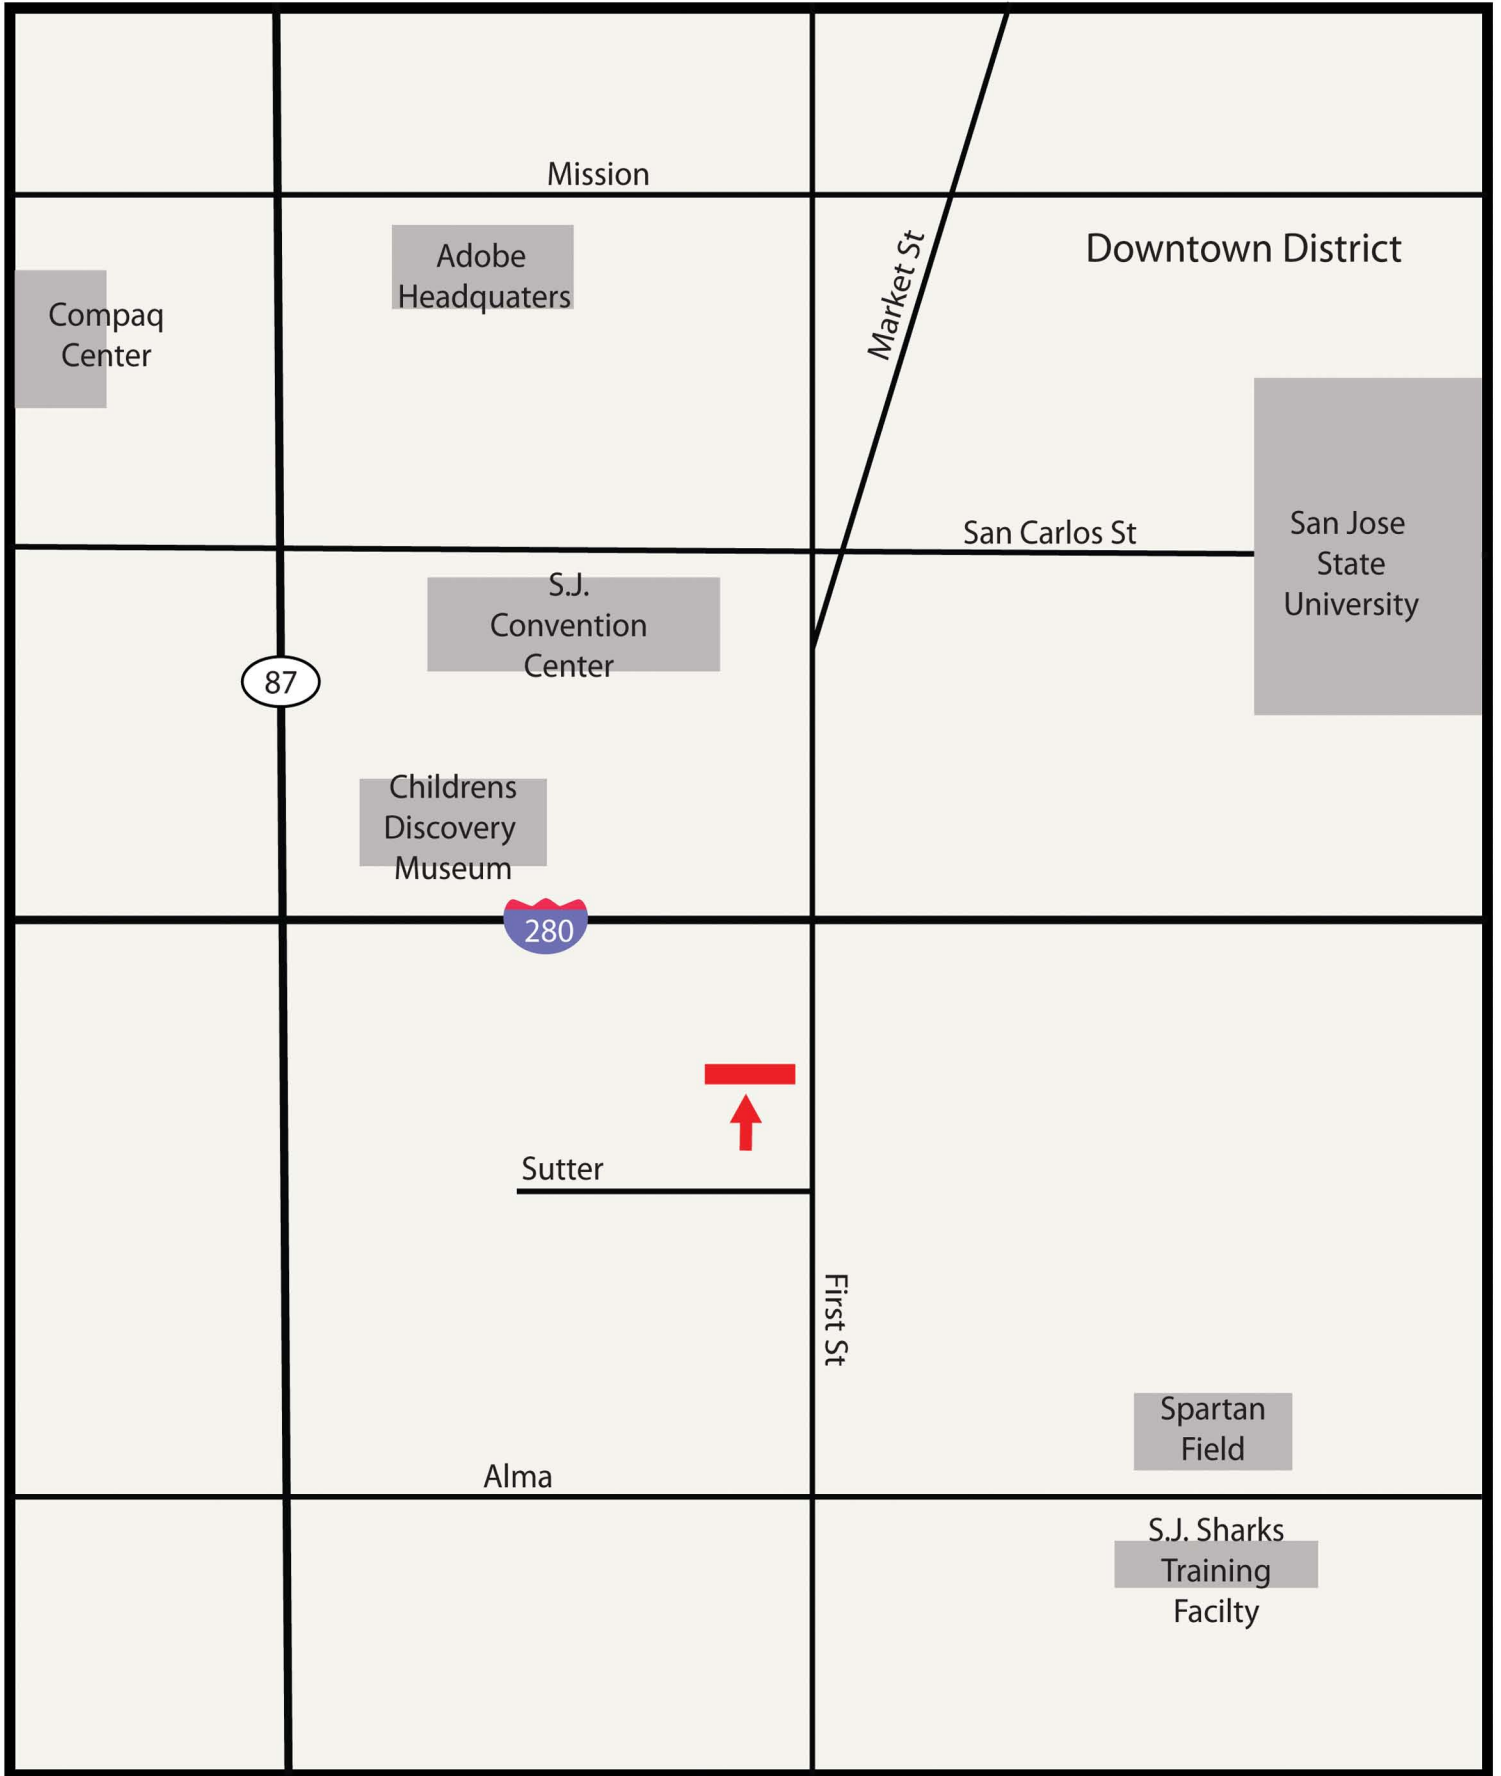 Mission
Adobe
Headquaters
Market St
Downtown District
Compaq
Center
San Carlos St
San Jose
State
University
S.J.
Convention
Center
87
Childrens
Discovery
Museum
280
Sutter
First St
Spartan
Field
Alma
S.J. Sharks
Training
Facilty